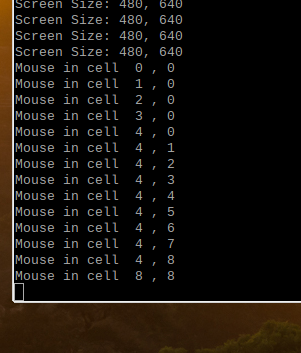 Screen Size: 480, 640
Screen Size: 480, 640
Screen Size: 480, 640
Screen Size: 480, 640
Mouse in cell  0 , 0
Mouse in cell  1 , 0
Mouse in cell  2 , 0
Mouse in cell  3 , 0
Mouse in cell  4 , 0
Mouse in cell  4 , 1
Mouse in cell  4 , 2
Mouse in cell  4 , 3
Mouse in cell  4 , 4
Mouse in cell  4 , 5
Mouse in cell  4 , 6
Mouse in cell  4 , 7
Mouse in cell  4 , 8
Mouse in cell  8 , 8